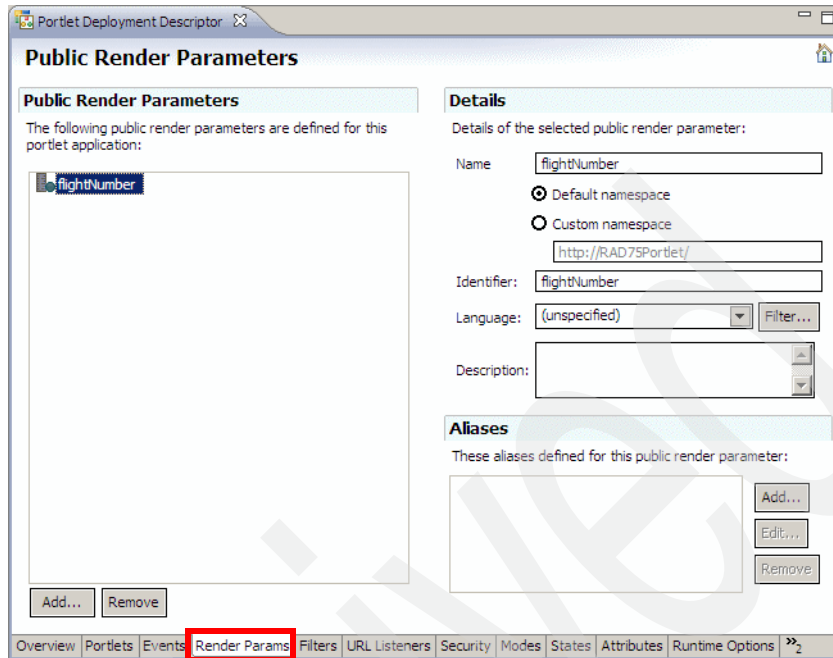 Portlet Deployment Descriptor
Public Render Parameters
Public Render Parameters
The following public render parameters are defined for this
portlet application:
flightNumber
Add...
Remove
Details
Details of the selected public render parameter:
Name
flightNumber
Default namespace
Custom namespace
http://RAD75Portlet/
Identifier:
flightNumber
Language:
(unspecified)
Filter...
Description:
Aliases
These aliases defined for this public render parameter:
Add...
Edit...
Remove
Overview Portlets Events Render Params Filters URL Listeners Security Modes States Attributes Runtime Options »2